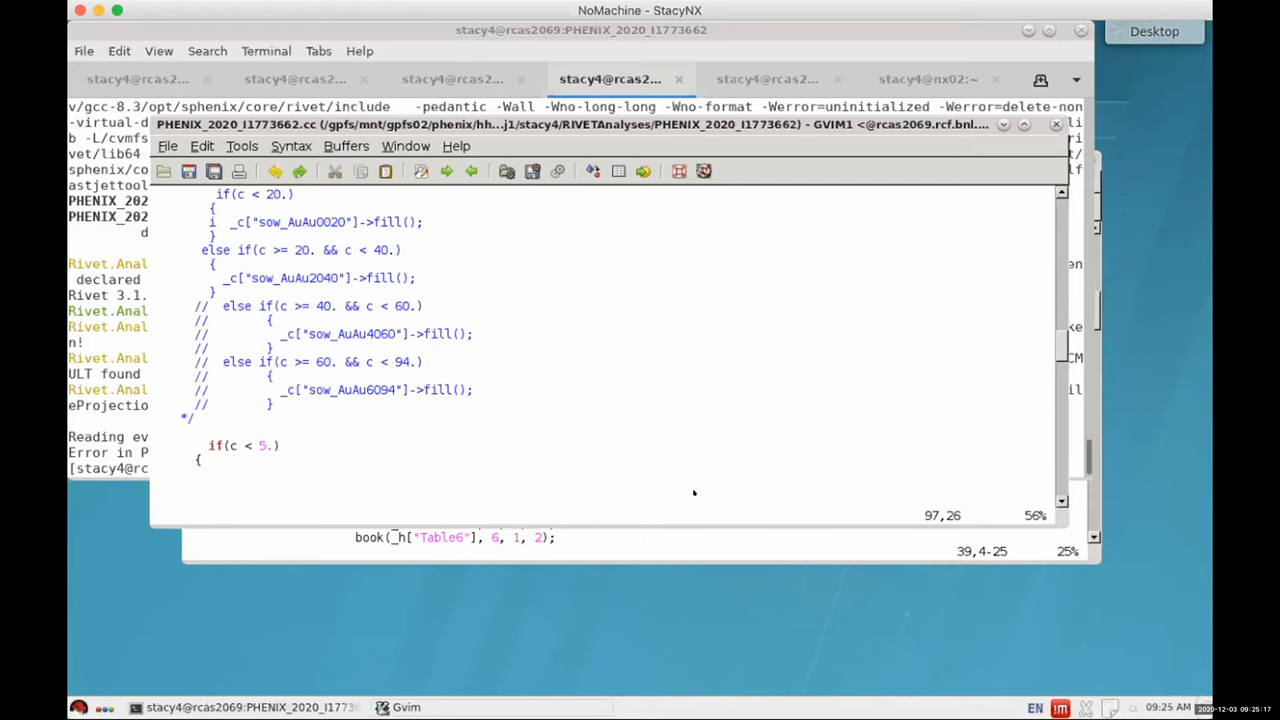 NoMachine - StacyNX
stacy4@rcas2069:PHENIX_2020_I1773662
Desktop
File Edit View Search Terminal Tabs Help
stacy4@rcas2... × stacy4@rcas2... × stacy4@rcas2... × stacy4@rcas2... × stacy4@rcas2... × stacy4@nx02:~ ×
v/gcc-8.3/opt/sphenix/core/rivet/include -pedantic -Wall -Wno-long-long -Wno-format -Werror=uninitialized -Werror=delete-non
-virtual-d
PHENIX_2020_I1773662.cc (/gpfs/mnt/gpfs02/phenix/hh...j1/stacy4/RIVETAnalyses/PHENIX_2020_I1773662) - GVIM1 <@rcas2069.rcf.bnl....
b -L/cvmfs
File Edit Tools Syntax Buffers Window Help
vet/lib64
sphenix/co
astjettool
PHENIX_202
PHENIX_202
d
Rivet.Anal
declared
Rivet 3.1.
Rivet.Anal
Rivet.Anal
n!
Rivet.Anal
ULT found
Rivet.Anal
eProjectio
Reading ev
Error in P
[stacy4@rc
if(c < 20.)
{
i _c["sow_AuAu0020"]->fill();
}
else if(c >= 20. && c < 40.)
{
_c["sow_AuAu2040"]->fill();
}
// else if(c >= 40. && c < 60.)
// {
// _c["sow_AuAu4060"]->fill();
// }
// else if(c >= 60. && c < 94.)
// {
// _c["sow_AuAu6094"]->fill();
// }
*/
if(c < 5.)
{
97,26 56%
book(_h["Table6"], 6, 1, 2);
39,4-25 25%
stacy4@rcas2069:PHENIX_2020_I1773
Gvim
EN
09:25 AM
2020-12-03 09:25:17